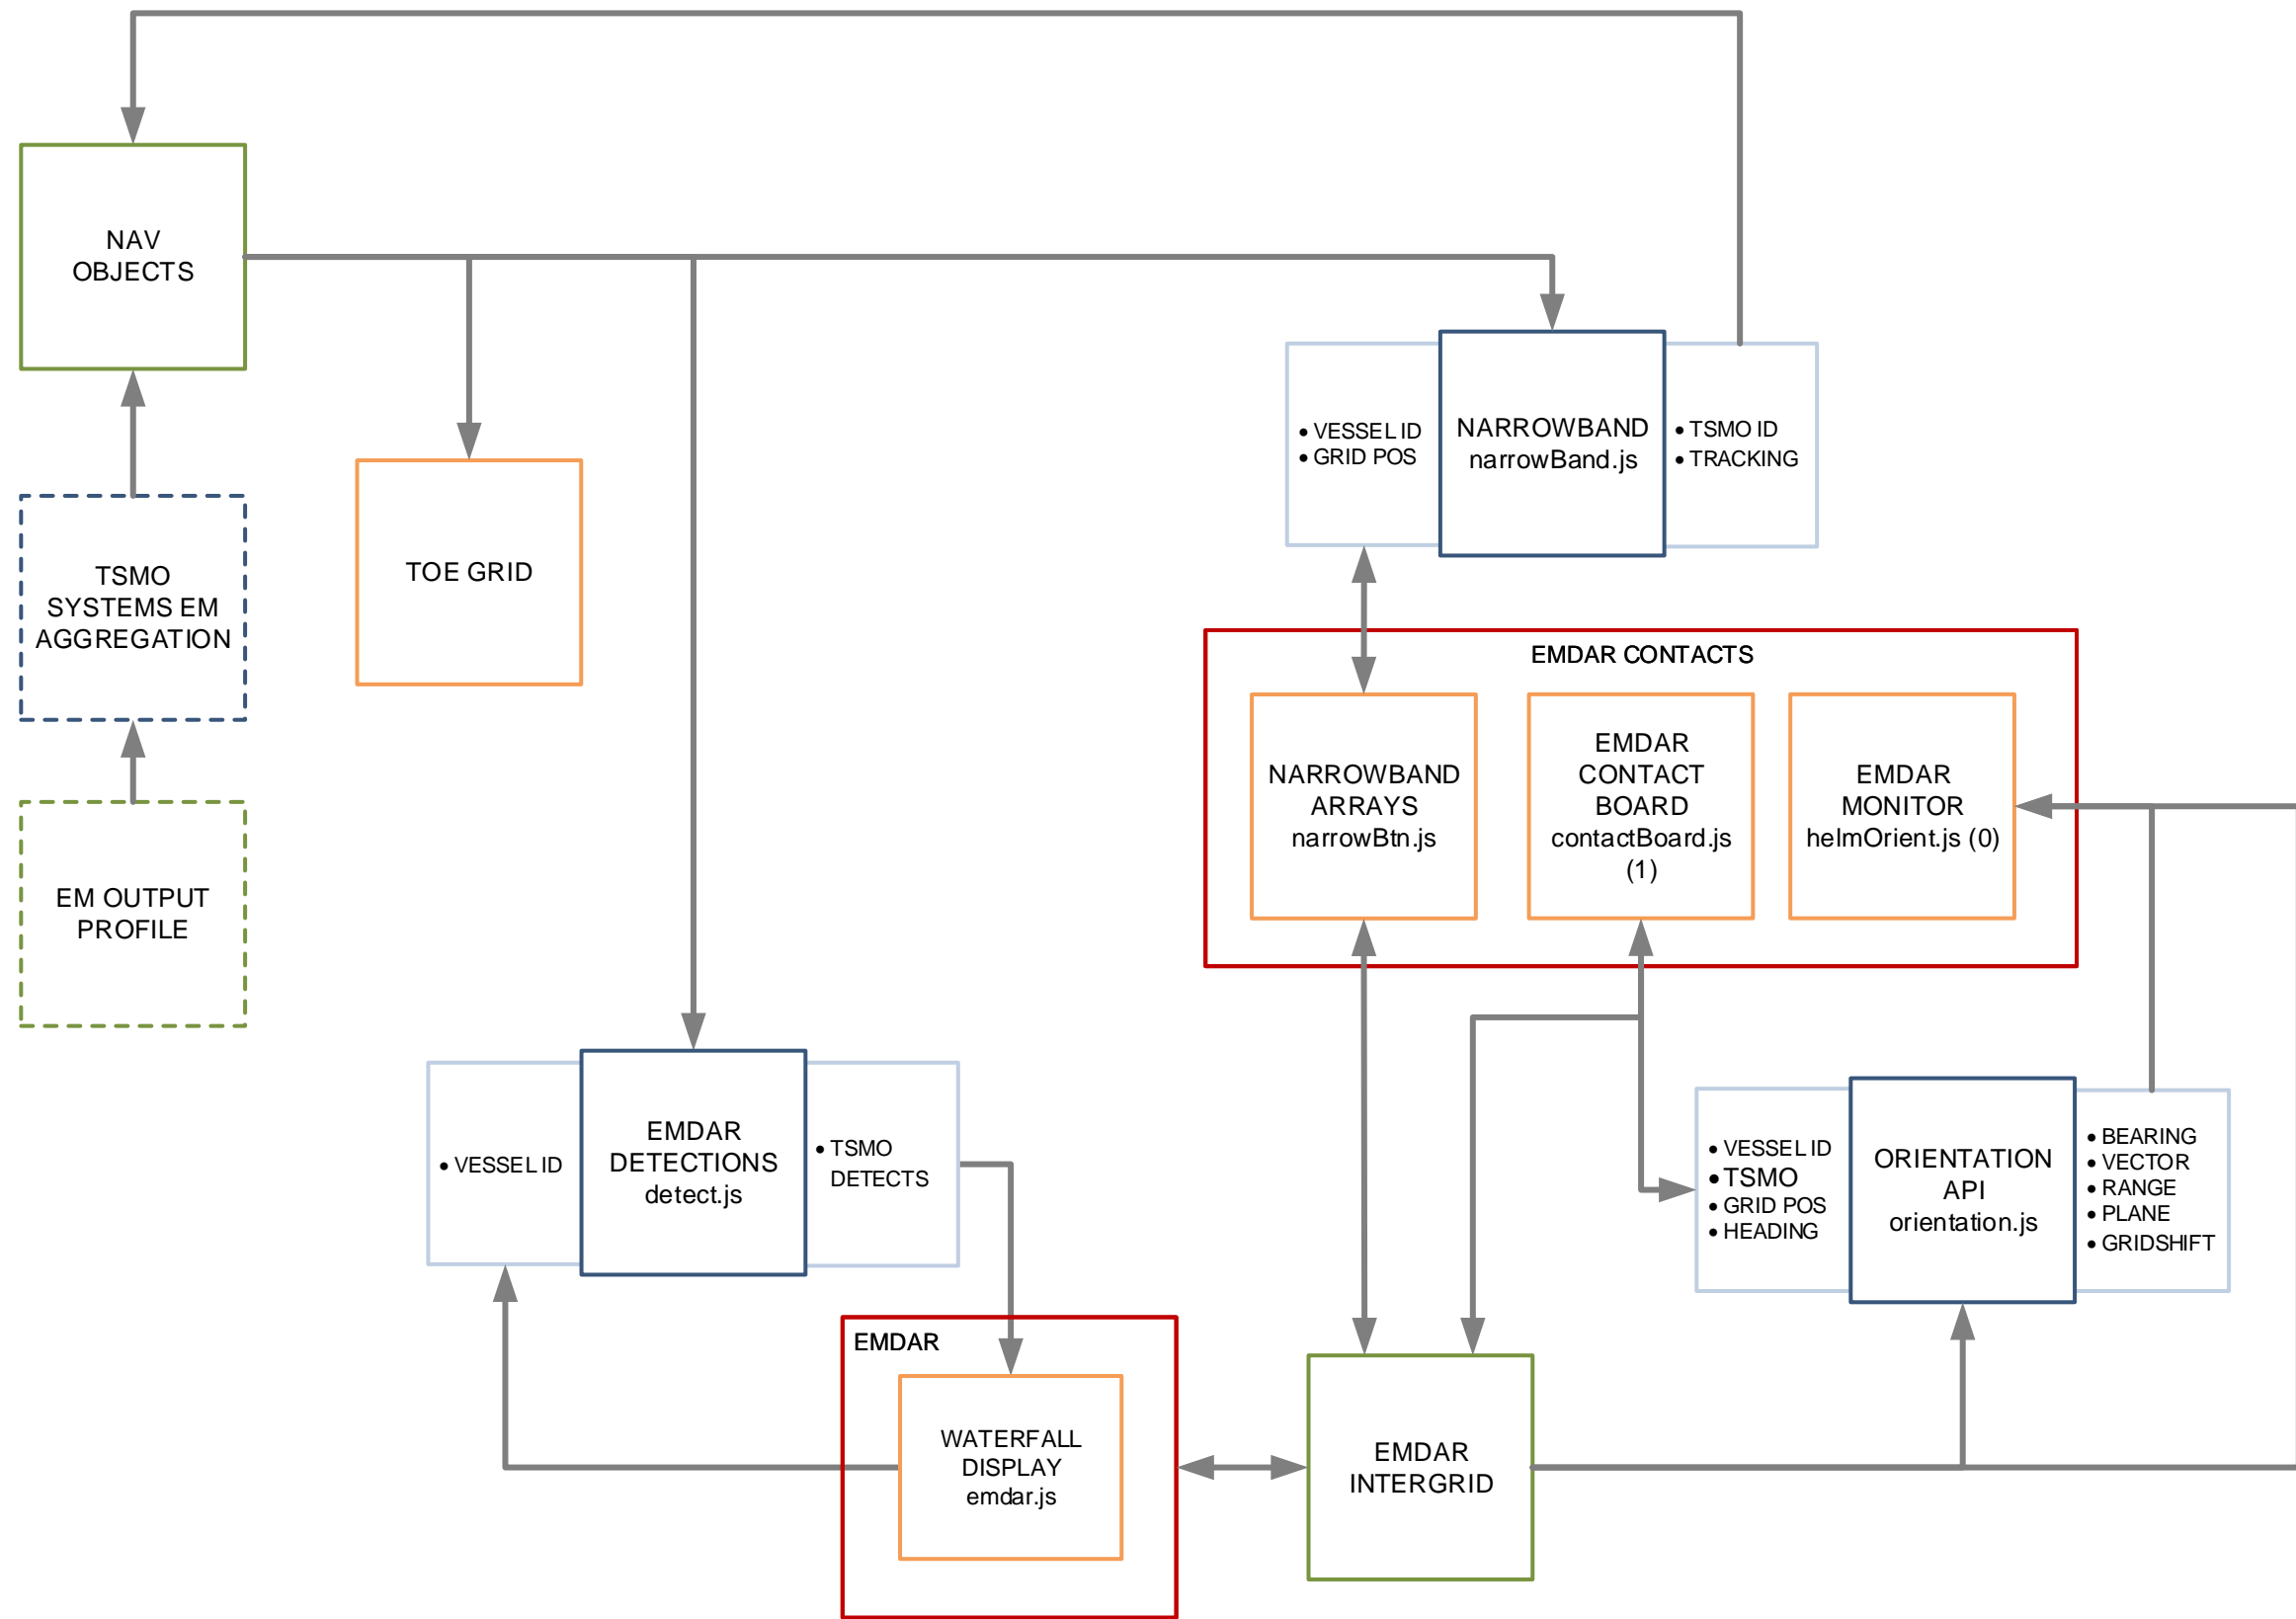 NAV
OBJECTS
TSMO
SYSTEMS EM
AGGREGATION
EM OUTPUT
PROFILE
TOE GRID
• VESSEL ID
• GRID POS
NARROWBAND
narrowBand.js
• TSMO ID
• TRACKING
EMDAR CONTACTS
NARROWBAND
ARRAYS
narrowBtn.js
EMDAR
CONTACT
BOARD
contactBoard.js
(1)
EMDAR
MONITOR
helmOrient.js (0)
• VESSEL ID
EMDAR
DETECTIONS
detect.js
• TSMO
DETECTS
• VESSEL ID
• TSMO
• GRID POS
• HEADING
ORIENTATION
API
orientation.js
• BEARING
• VECTOR
• RANGE
• PLANE
• GRIDSHIFT
EMDAR
WATERFALL
DISPLAY
emdar.js
EMDAR
INTERGRID